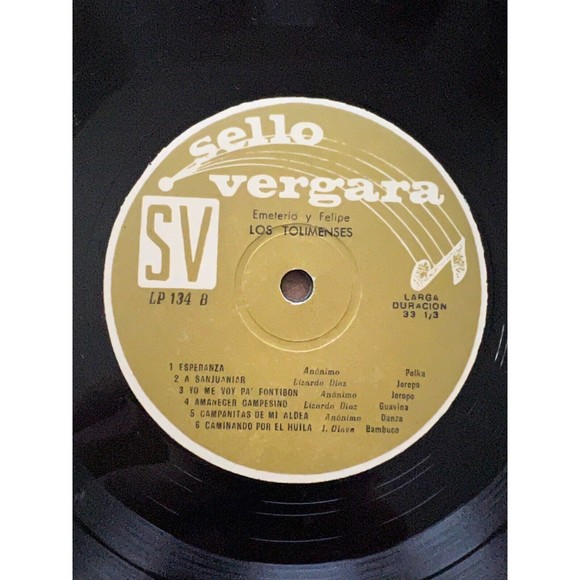 sello
vergara
Emeterio y Felipe
LOS TOLIMENSES
SV
LP 134 B
LARGA
DURACION
33 1/3
1 ESPERANZA Anónimo Polka
2 A SANJUANIAR Lizardo Díaz Joropo
3 YO ME VOY PA' FONTIBON Anónimo Joropo
4 AMANECER CAMPESINO Lizardo Díaz Guavina
5 CAMPANITAS DE MI ALDEA Anónimo Danza
6 CAMINANDO POR EL HUILA J. Olave Bambuco